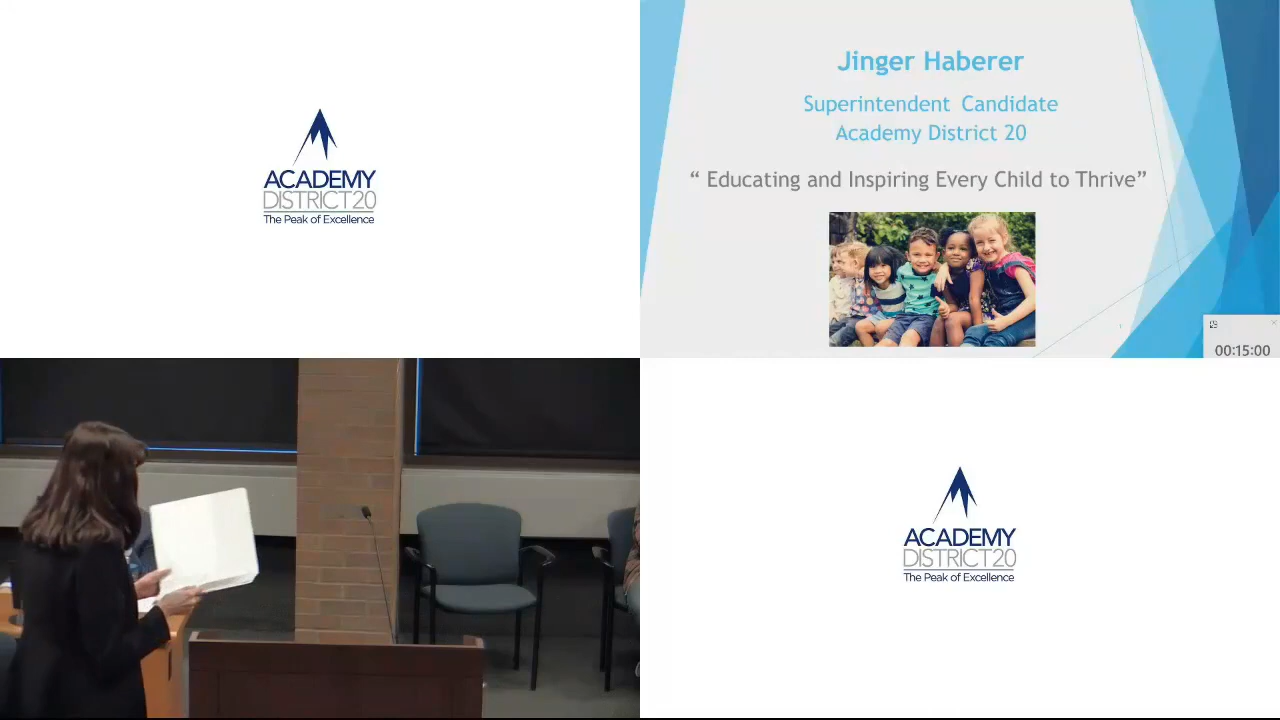 ACADEMY
DISTRICT 20
The Peak of Excellence
Jinger Haberer
Superintendent Candidate
Academy District 20
“ Educating and Inspiring Every Child to Thrive”
00:15:00
ACADEMY
DISTRICT 20
The Peak of Excellence